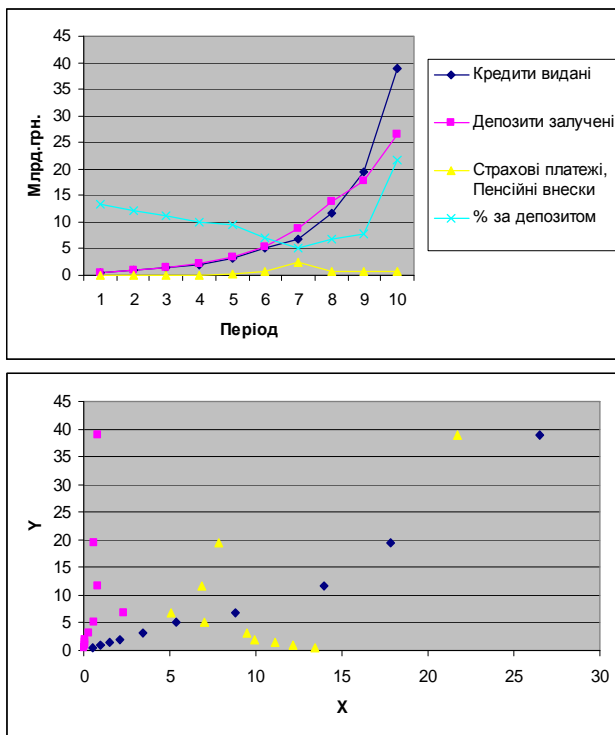 45
40
35
30
25
20
15
10
5
0
Млрд.грн.
1 2 3 4 5 6 7 8 9 10
Період
Кредити видані
Депозити залучені
Страхові платежі,
Пенсійні внески
% за депозитом
45
40
35
30
25
20
15
10
5
0
Y
0 5 10 15 20 25 30
X